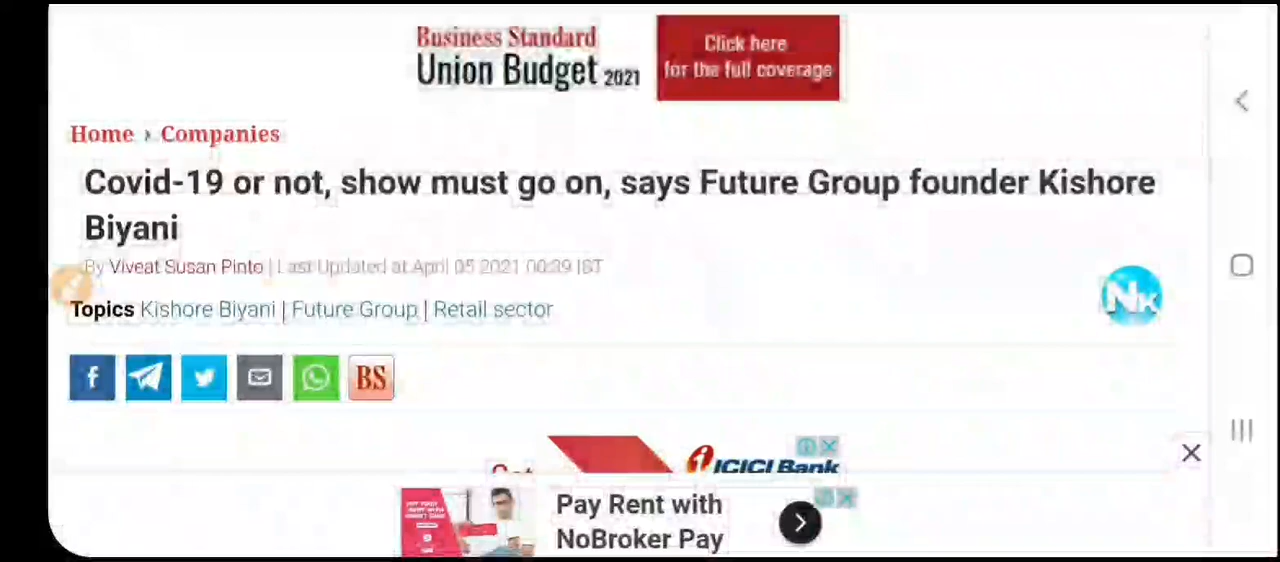 Business Standard
Union Budget 2021
Click here
for the full coverage
Home › Companies
Covid-19 or not, show must go on, says Future Group founder Kishore
Biyani
By Viveat Susan Pinto | Last Updated at April 05 2021 00:39 IST
Topics Kishore Biyani | Future Group | Retail sector
BS
ICICI Bank
Pay Rent with
NoBroker Pay